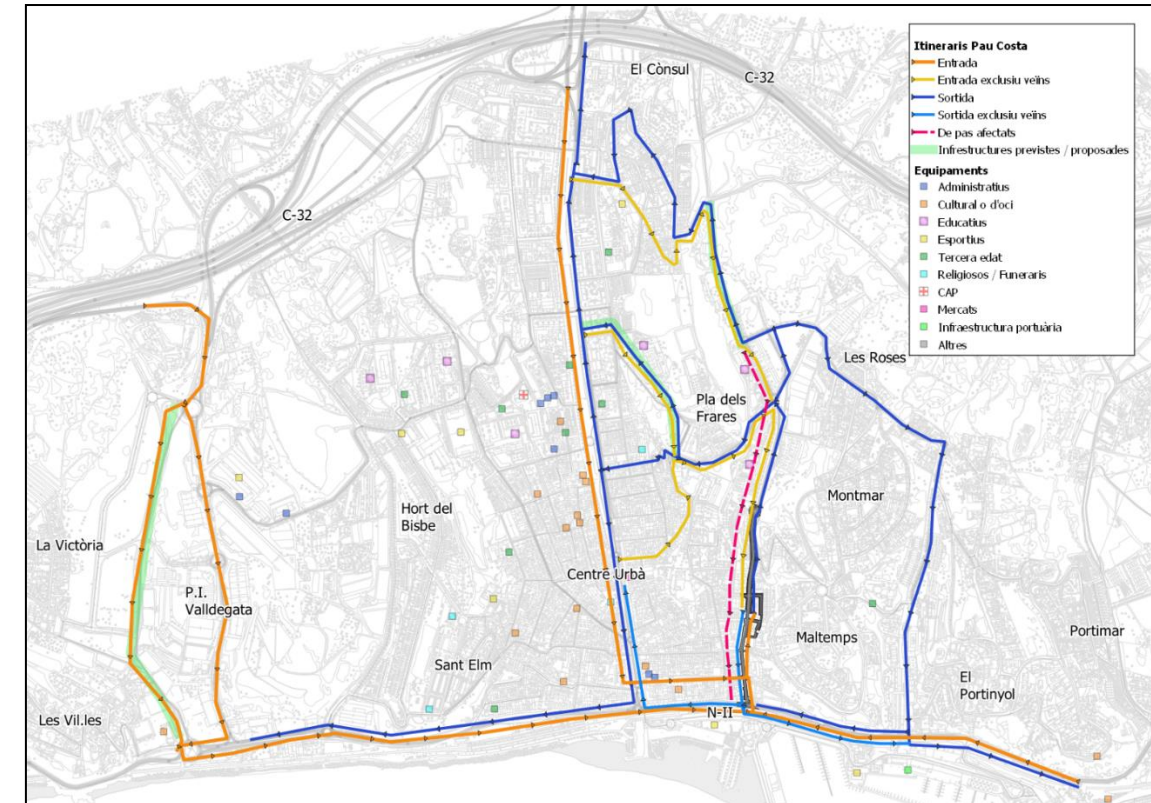 El Cònsul
C-32
C-32
Les Roses
Pla dels
Frares
Montmar
Hort del
Bisbe
La Victòria
Centre Urbà
P.I.
Valldegata
Maltemps
Portimar
Sant Elm
El
Portinyol
Les Vil.les
N-II
Itineraris Pau Costa
Entrada
Entrada exclusiu veïns
Sortida
Sortida exclusiu veïns
De pas afectats
Infrestructures previstes / proposades
Equipaments
Administratius
Cultural o d'oci
Educatius
Esportius
Tercera edat
Religiosos / Funeraris
CAP
Mercats
Infraestructura portuària
Altres